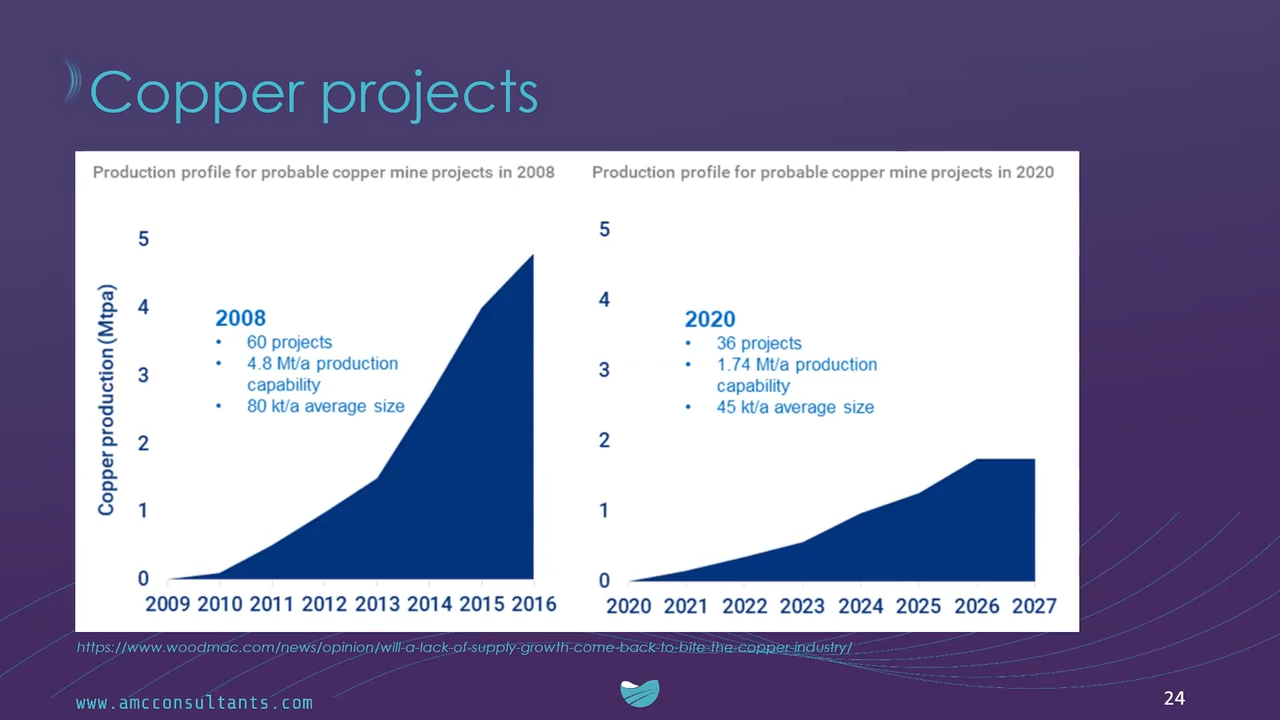 Copper projects
Production profile for probable copper mine projects in 2008
Copper production (Mtpa)
5
4
3
2
1
0
2008
• 60 projects
• 4.8 Mt/a production
capability
• 80 kt/a average size
2009 2010 2011 2012 2013 2014 2015 2016
Production profile for probable copper mine projects in 2020
5
4
3
2
1
0
2020
• 36 projects
• 1.74 Mt/a production
capability
• 45 kt/a average size
2020 2021 2022 2023 2024 2025 2026 2027
https://www.woodmac.com/news/opinion/will-a-lack-of-supply-growth-come-back-to-bite-the-copper-industry/
www.amcconsultants.com
24